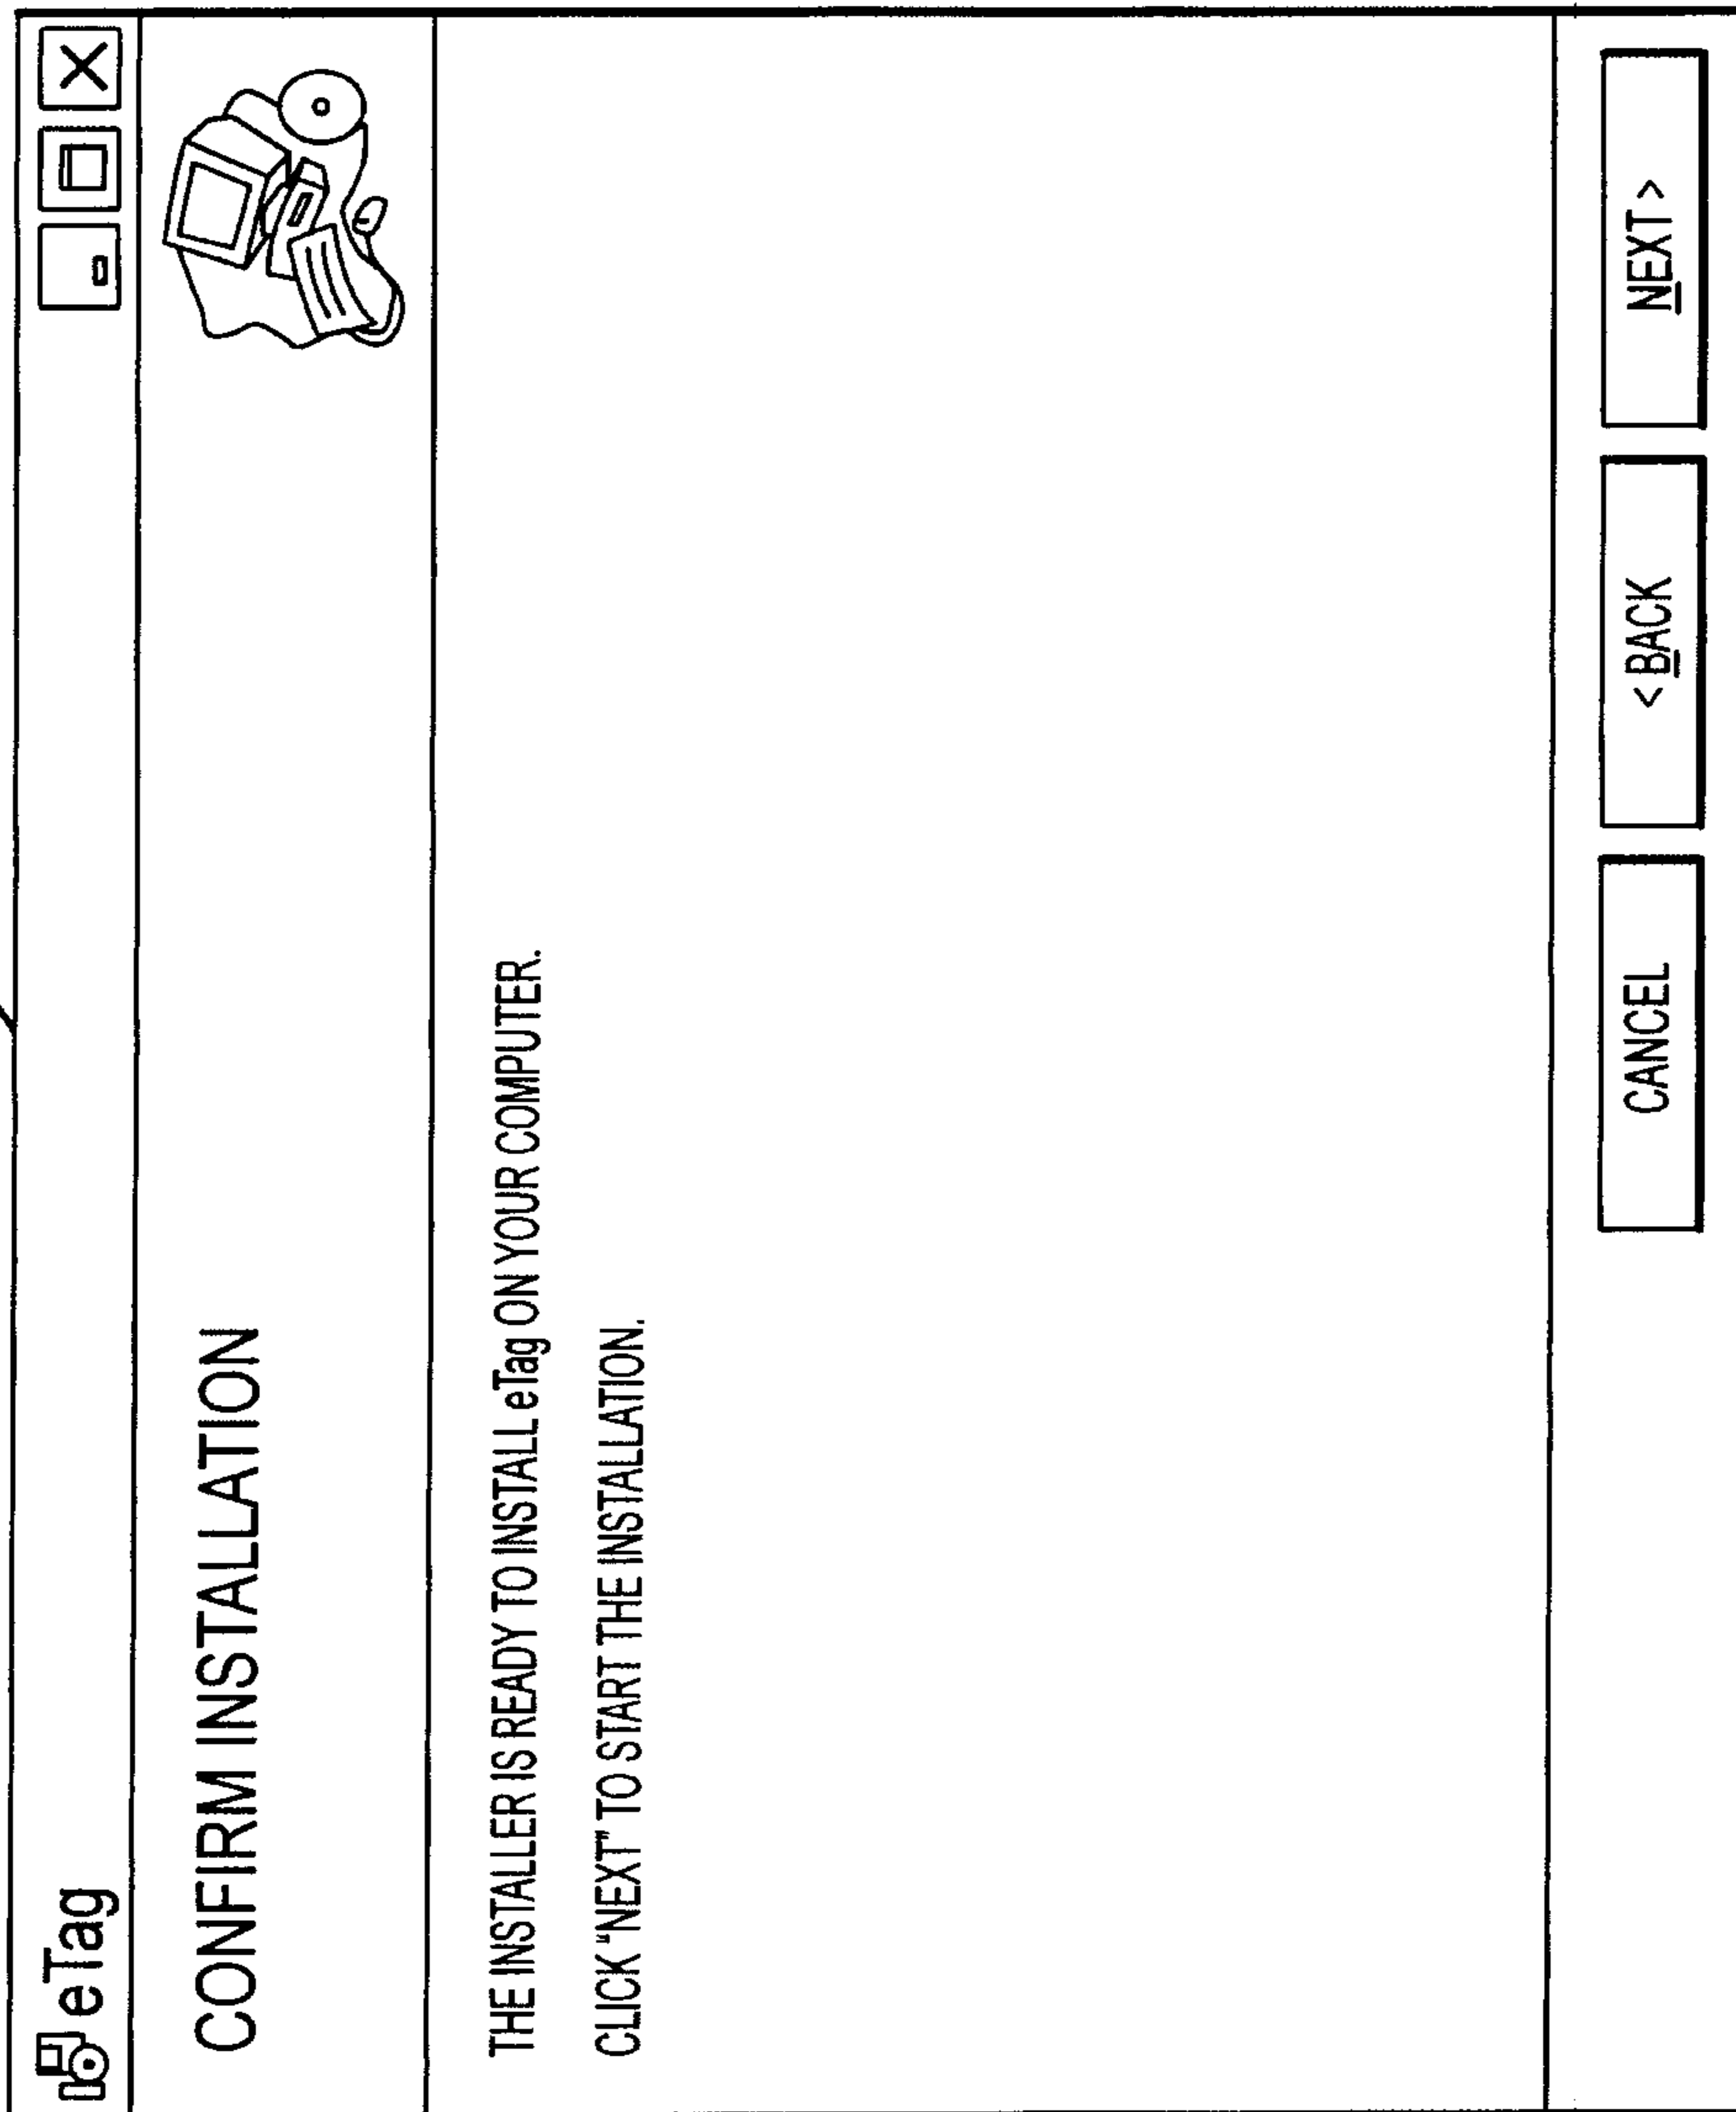 eTag
CONFIRM INSTALLATION
THE INSTALLER IS READY TO INSTALL eTag ON YOUR COMPUTER.
CLICK "NEXT" TO START THE INSTALLATION.
CANCEL
< BACK
NEXT >